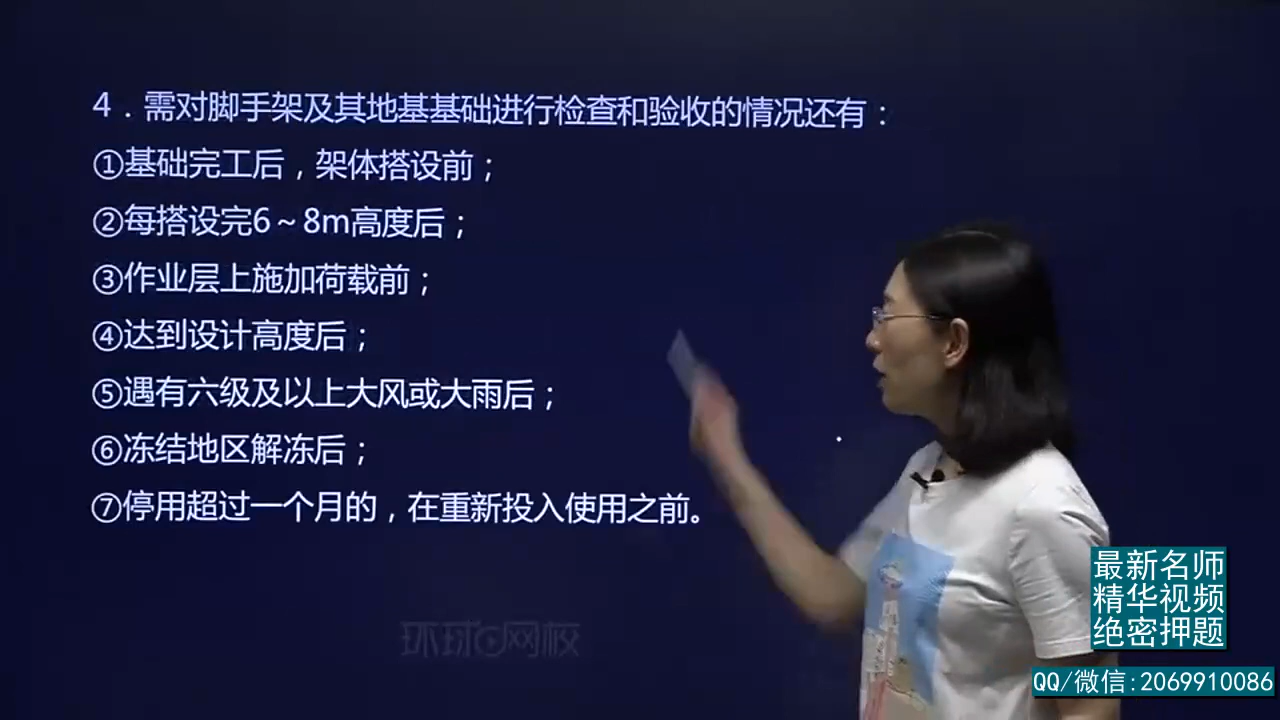 4．需对脚手架及其地基基础进行检查和验收的情况还有：
①基础完工后，架体搭设前；
②每搭设完6～8m高度后；
③作业层上施加荷载前；
④达到设计高度后；
⑤遇有六级及以上大风或大雨后；
⑥冻结地区解冻后；
⑦停用超过一个月的，在重新投入使用之前。
环球网校
最新名师
精华视频
绝密押题
QQ/微信:2069910086